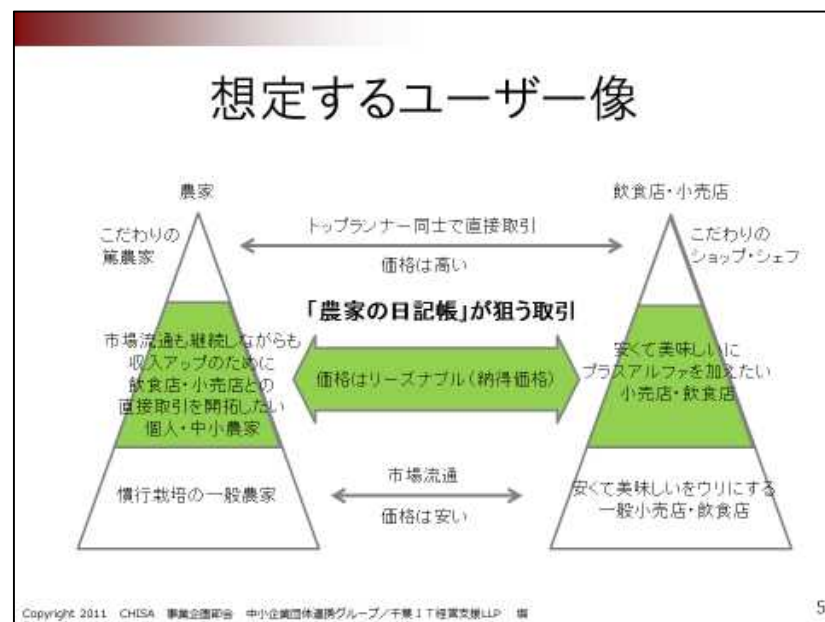 想定するユーザー像
農家
飲食店・小売店
こだわりの
篤農家
トップランナー同士で直接取引
価格は高い
こだわりの
ショップ・シェフ
「農家の日記帳」が狙う取引
市場流通も継続しながらも
収入アップのために
飲食店・小売店との
直接取引を開拓したい
個人・中小農家
価格はリーズナブル(納得価格)
安くて美味しいに
プラスアルファを加えたい
小売店・飲食店
慣行栽培の一般農家
市場流通
価格は安い
安くて美味しいをウリにする
一般小売店・飲食店
Copyright 2011 CHISA 事業企画部会 中小企業団体連携グループ/千葉IT経営支援LLP
5